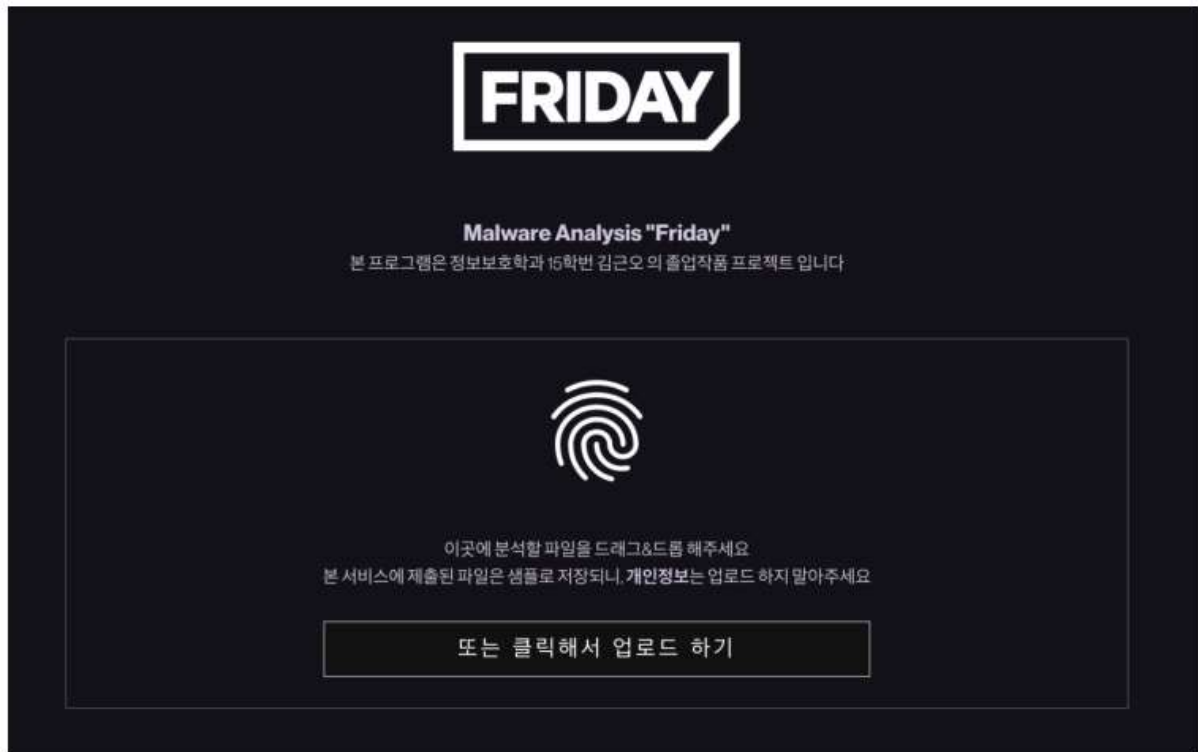 FRIDAY
Malware Analysis "Friday"
본 프로그램은 정보보호학과 15학번 김근오 의 졸업작품 프로젝트 입니다
이곳에 분석할 파일을 드래그&드롭 해주세요
본 서비스에 제출된 파일은 샘플로 저장되니, 개인정보는 업로드 하지 말아주세요
또는 클릭해서 업로드 하기